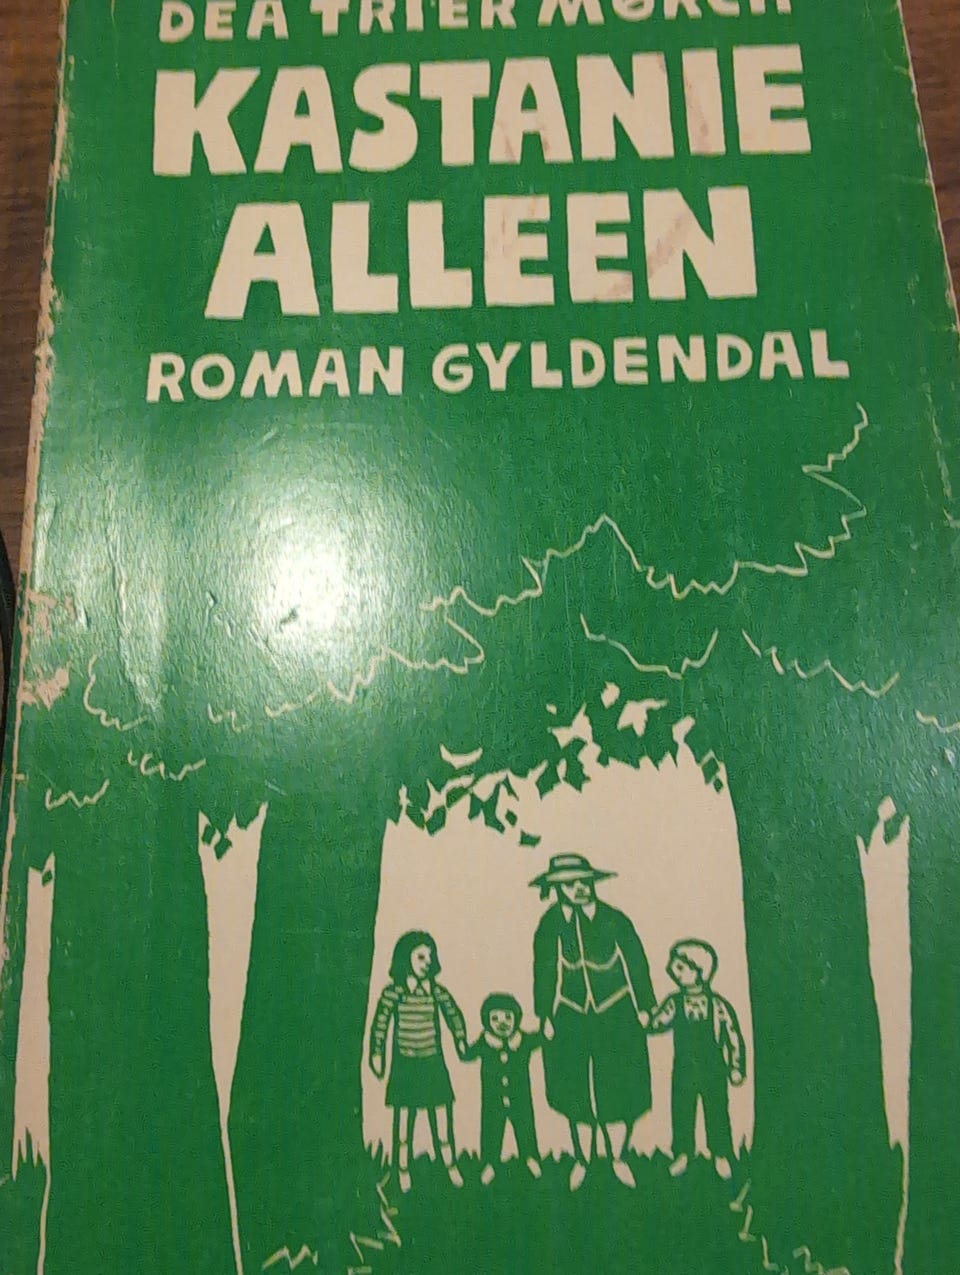 DEA TRIER MØRCH
KASTANIE
ALLEEN
ROMAN GYLDENDAL